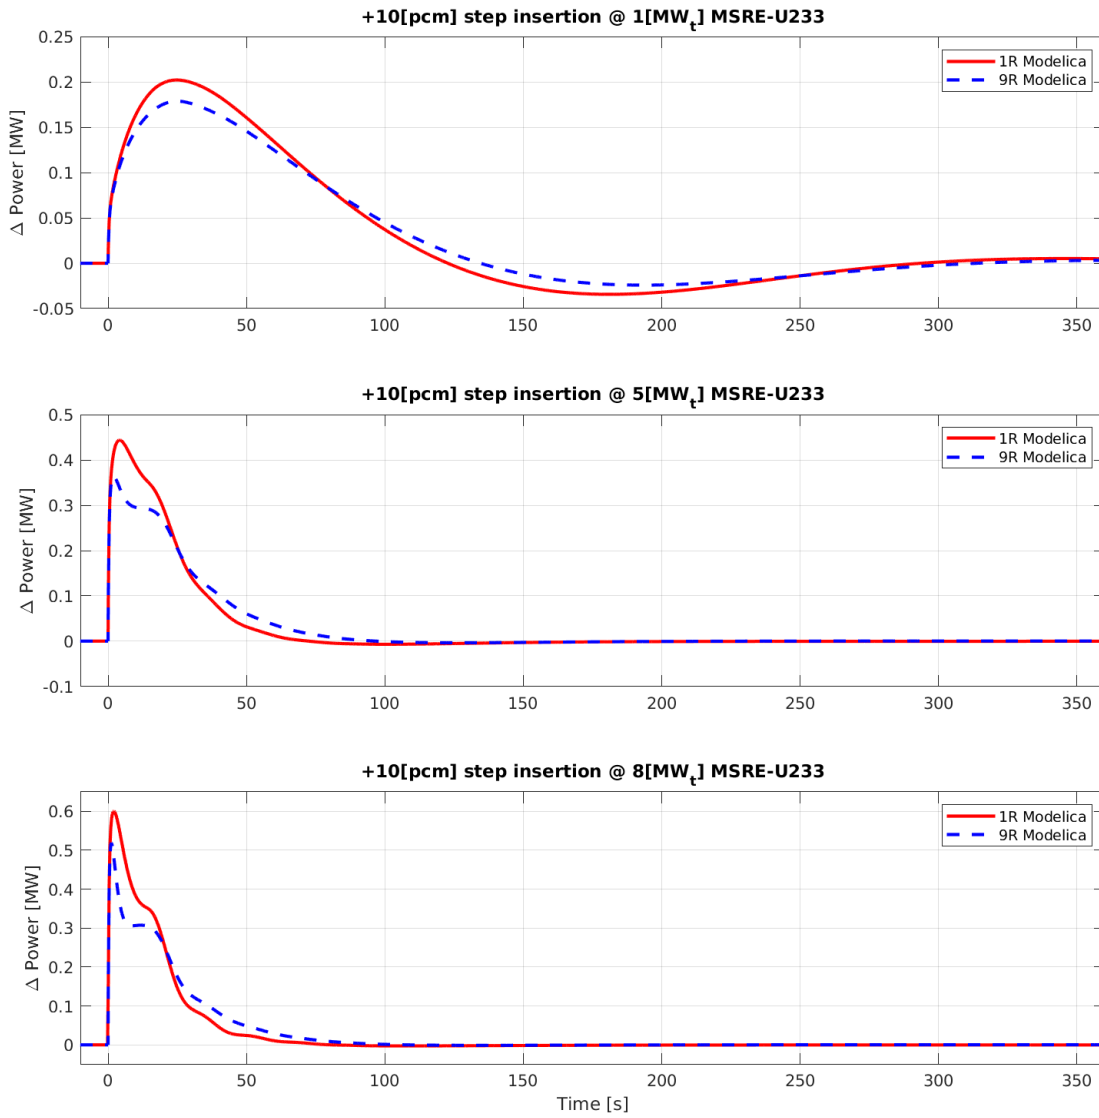 +10[pcm] step insertion @ 1[MWt] MSRE-U233
0.25
0.2
0.15
0.1
0.05
0
-0.05
Δ Power [MW]
1R Modelica
9R Modelica
0 50 100 150 200 250 300 350
+10[pcm] step insertion @ 5[MWt] MSRE-U233
0.5
0.4
0.3
0.2
0.1
0
-0.1
Δ Power [MW]
1R Modelica
9R Modelica
0 50 100 150 200 250 300 350
+10[pcm] step insertion @ 8[MWt] MSRE-U233
0.6
0.5
0.4
0.3
0.2
0.1
0
Δ Power [MW]
1R Modelica
9R Modelica
0 50 100 150 200 250 300 350
Time [s]